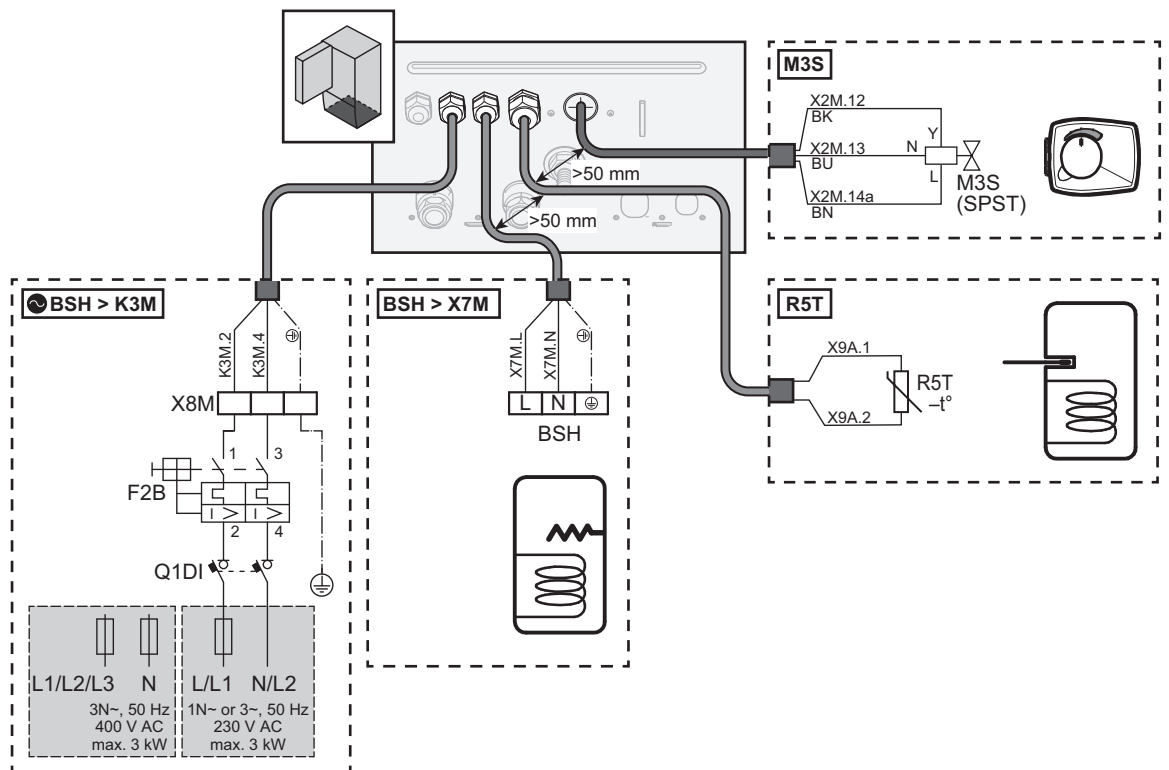 >50 mm
>50 mm
M3S
X2M.12
BK
X2M.13
BU
X2M.14a
BN
Y
N
L
M3S
(SPST)
BSH > K3M
K3M.2
K3M.4
X8M
1
3
F2B
I >
I >
2
4
Q1DI
L1/L2/L3
N
3N~, 50 Hz
400 V AC
max. 3 kW
L/L1
N/L2
1N~ or 3~, 50 Hz
230 V AC
max. 3 kW
BSH > X7M
X7M.L
X7M.N
L
N
BSH
R5T
X9A.1
R5T
–t°
X9A.2